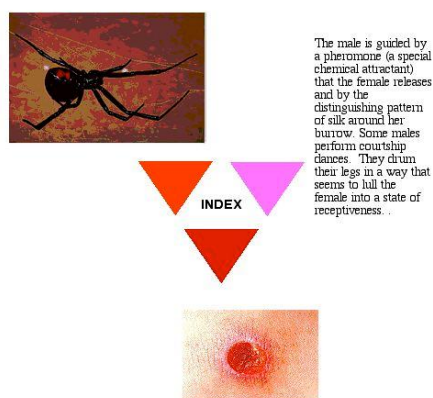 The male is guided by
a pheromone (a special
chemical attractant)
that the female releases
and by the
distinguishing pattern
of silk around her
burrow. Some males
perform courtship
dances.  They drum
their legs in a way that
seems to lull the
female into a state of
receptiveness. .
INDEX